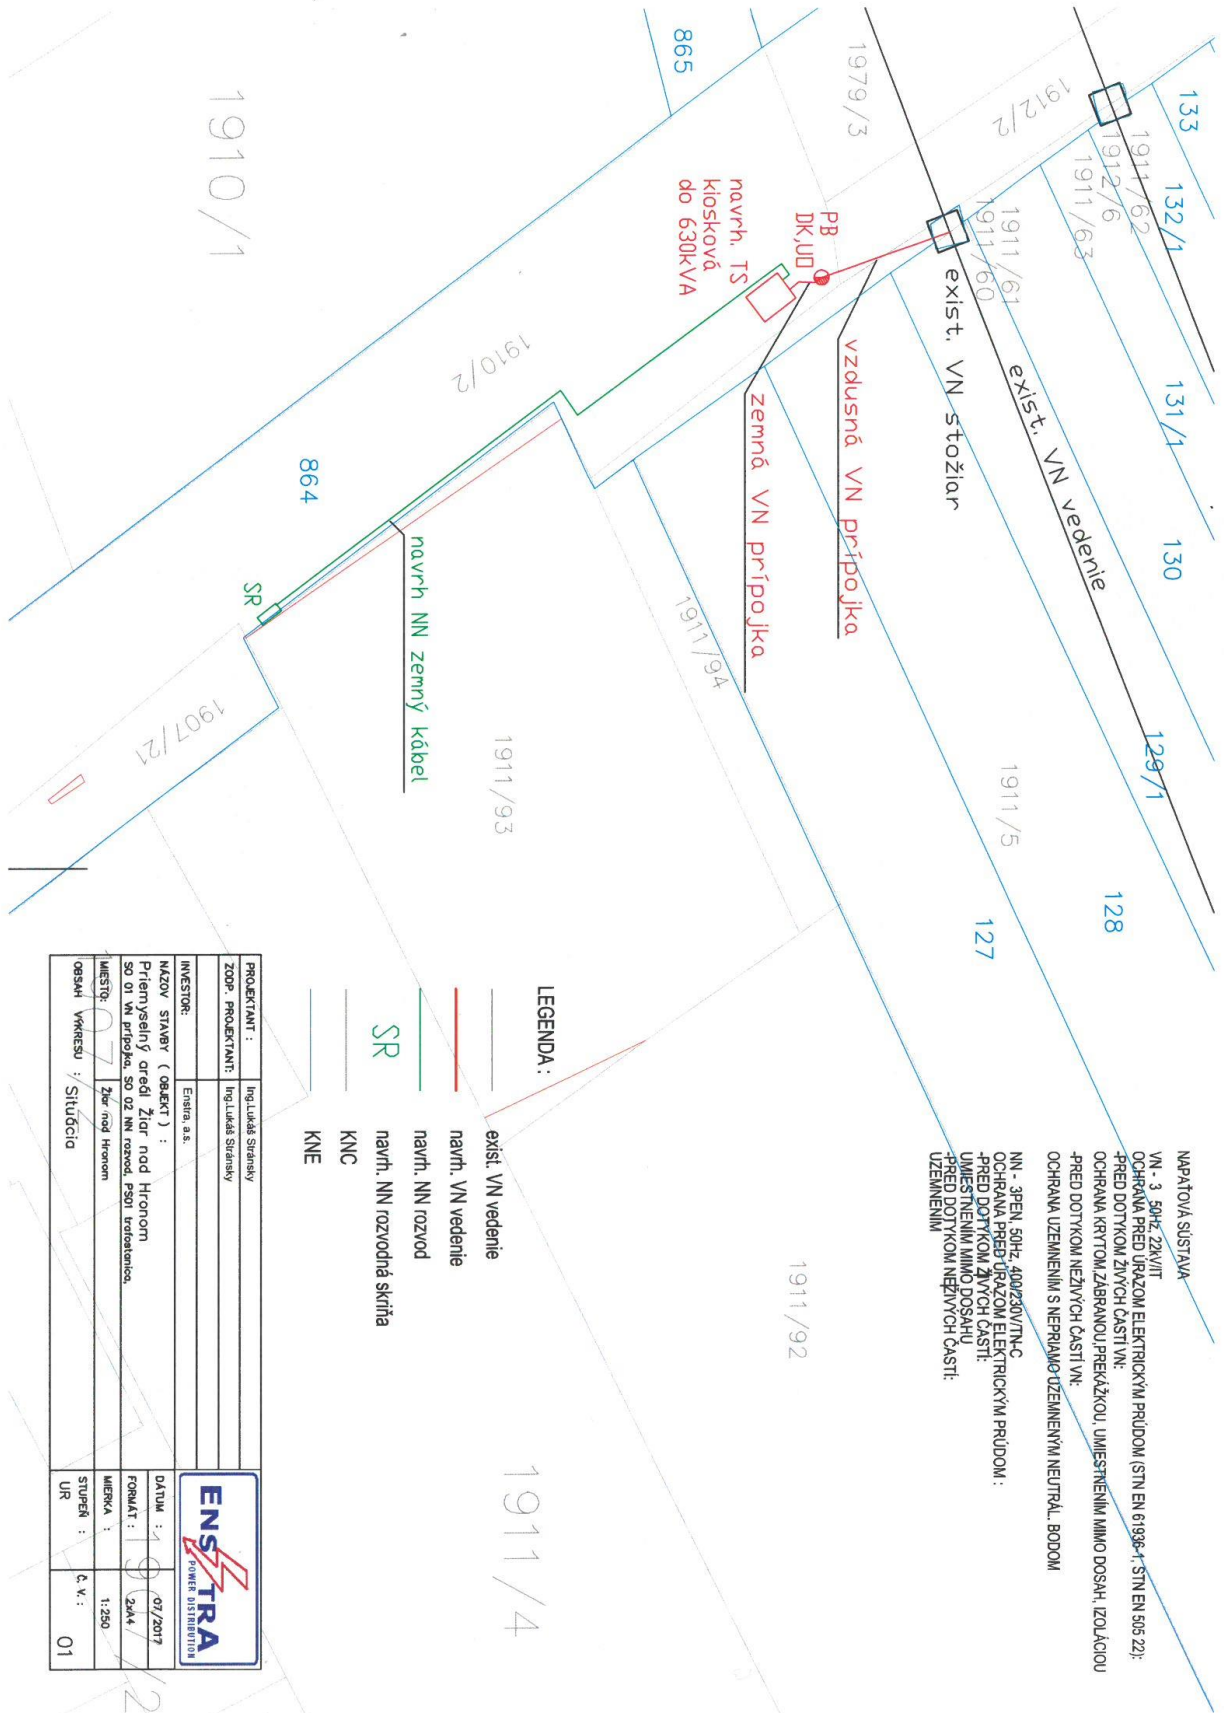 133
132/1
131/1
130
129/1
128
127
1911/62
1912/6
1911/63
1912/2
1911/61
1911/60
1979/3
865
exist. VN vedenie
exist. VN stožiar
vzdusná VN prípojka
zemná VN prípojka
PB
DK,UO
navrh. TS
kiosková
do 630kVA
1910/1
1910/2
864
1911/94
1911/5
1911/93
navrh NN zemný kábel
SR
1907/21
1911/92
1911/4
NAPAŤOVÁ SÚSTAVA
VN - 3 50Hz, 22kV/IT
OCHRANA PRED ÚRAZOM ELEKTRICKÝM PRÚDOM (STN EN 61936-1, STN EN 505 22):
-PRED DOTYKOM ŽIVÝCH ČASTÍ VN:
OCHRANA KRYTOM,ZÁBRANOU,PREKÁŽKOU, UMIESTNENÍM MIMO DOSAH, IZOLÁCIOU
-PRED DOTYKOM NEŽIVÝCH ČASTÍ VN:
OCHRANA UZEMNENÍM S NEPRIAMO UZEMNENÝM NEUTRÁL. BODOM
NN - 3PEN, 50Hz, 400/230V/TN-C
OCHRANA PRED ÚRAZOM ELEKTRICKÝM PRÚDOM :
-PRED DOTYKOM ŽIVÝCH ČASTÍ:
UMIESTNENÍM MIMO DOSAHU
-PRED DOTYKOM NEŽIVÝCH ČASTÍ:
UZEMNENÍM
LEGENDA :
exist. VN vedenie
navrh. VN vedenie
navrh. NN rozvod
SR navrh. NN rozvodná skriňa
KNC
KNE
PROJEKTANT : Ing.Lukáš Stránsky
ZODP. PROJEKTANT: Ing.Lukáš Stránsky
INVESTOR: Enstra, a.s.
NÁZOV STAVBY ( OBJEKT ) :
Priemyselný areál Žiar nad Hronom
SO 01 VN prípojka, SO 02 NN rozvod, PS01 trafostanica,
MIESTO: Žiar nad Hronom
OBSAH VÝKRESU : Situácia
ENSTRA
POWER DISTRIBUTION
DÁTUM : 07/2017
FORMÁT : 2xA4
MIERKA : 1:250
STUPEŇ : UR
Č. V. : 01